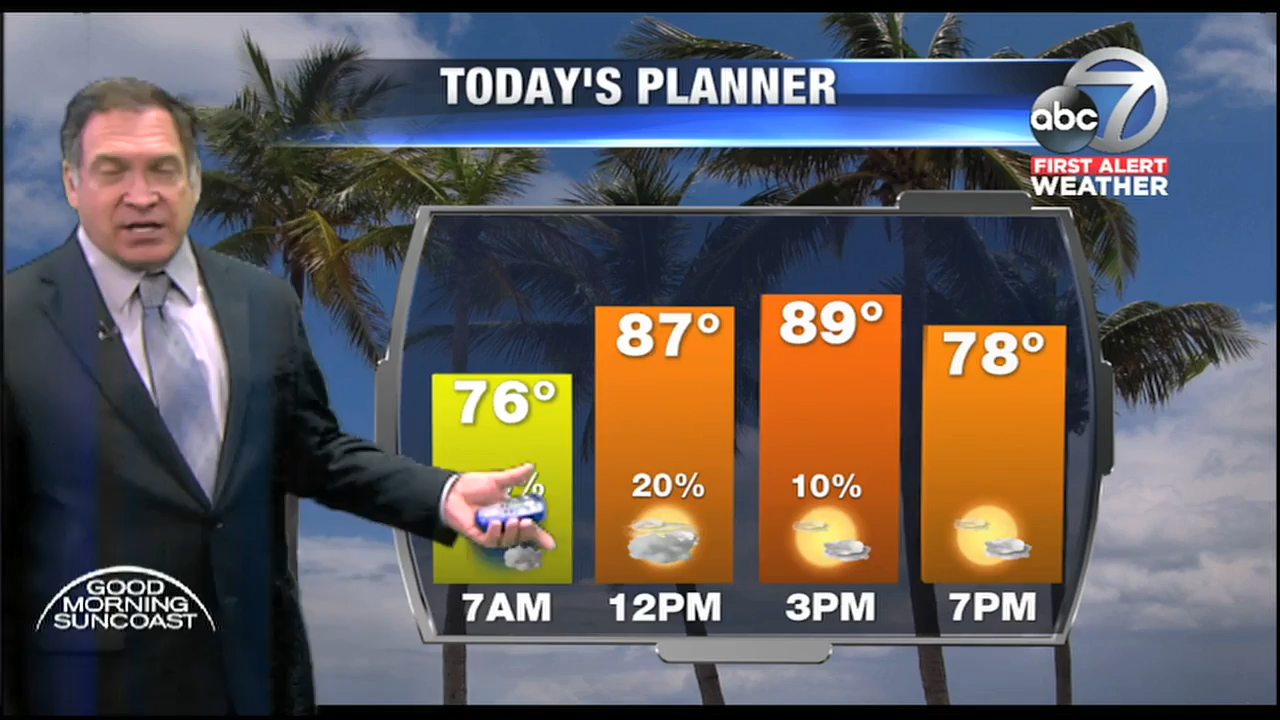 TODAY'S PLANNER
abc 7
FIRST ALERT
WEATHER
76° 87° 89° 78°
% 20% 10%
7AM 12PM 3PM 7PM
GOOD
MORNING
SUNCOAST